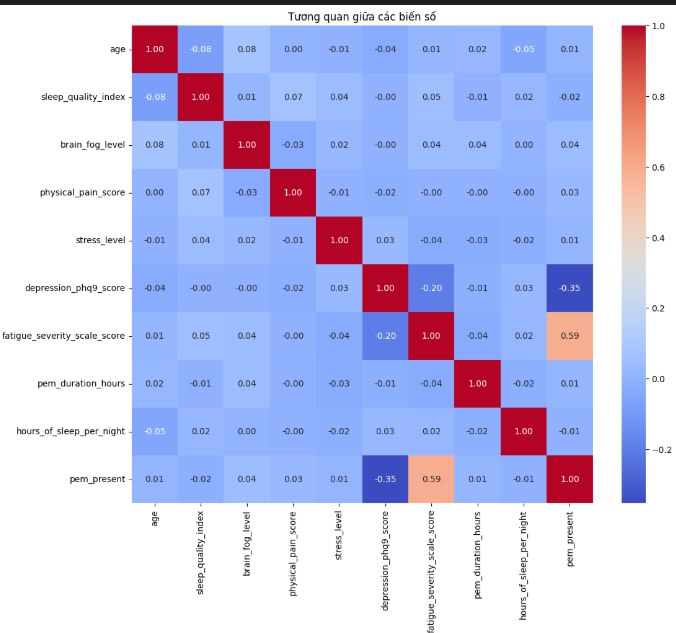 Tương quan giữa các biến số
age 1.00 -0.08 0.08 0.00 -0.01 -0.04 0.01 0.02 -0.05 0.01
sleep_quality_index -0.08 1.00 0.01 0.07 0.04 -0.00 0.05 -0.01 0.02 -0.02
brain_fog_level 0.08 0.01 1.00 -0.03 0.02 -0.00 0.04 0.04 0.00 0.04
physical_pain_score 0.00 0.07 -0.03 1.00 -0.01 -0.02 -0.00 -0.00 -0.00 0.03
stress_level -0.01 0.04 0.02 -0.01 1.00 0.03 -0.04 -0.03 -0.02 0.01
depression_phq9_score -0.04 -0.00 -0.00 -0.02 0.03 1.00 -0.20 -0.01 0.03 -0.35
fatigue_severity_scale_score 0.01 0.05 0.04 -0.00 -0.04 -0.20 1.00 -0.04 0.02 0.59
pem_duration_hours 0.02 -0.01 0.04 -0.00 -0.03 -0.01 -0.04 1.00 -0.02 0.01
hours_of_sleep_per_night -0.05 0.02 0.00 -0.00 -0.02 0.03 0.02 -0.02 1.00 -0.01
pem_present 0.01 -0.02 0.04 0.03 0.01 -0.35 0.59 0.01 -0.01 1.00
age
sleep_quality_index
brain_fog_level
physical_pain_score
stress_level
depression_phq9_score
fatigue_severity_scale_score
pem_duration_hours
hours_of_sleep_per_night
pem_present
1.0
0.8
0.6
0.4
0.2
0.0
−0.2